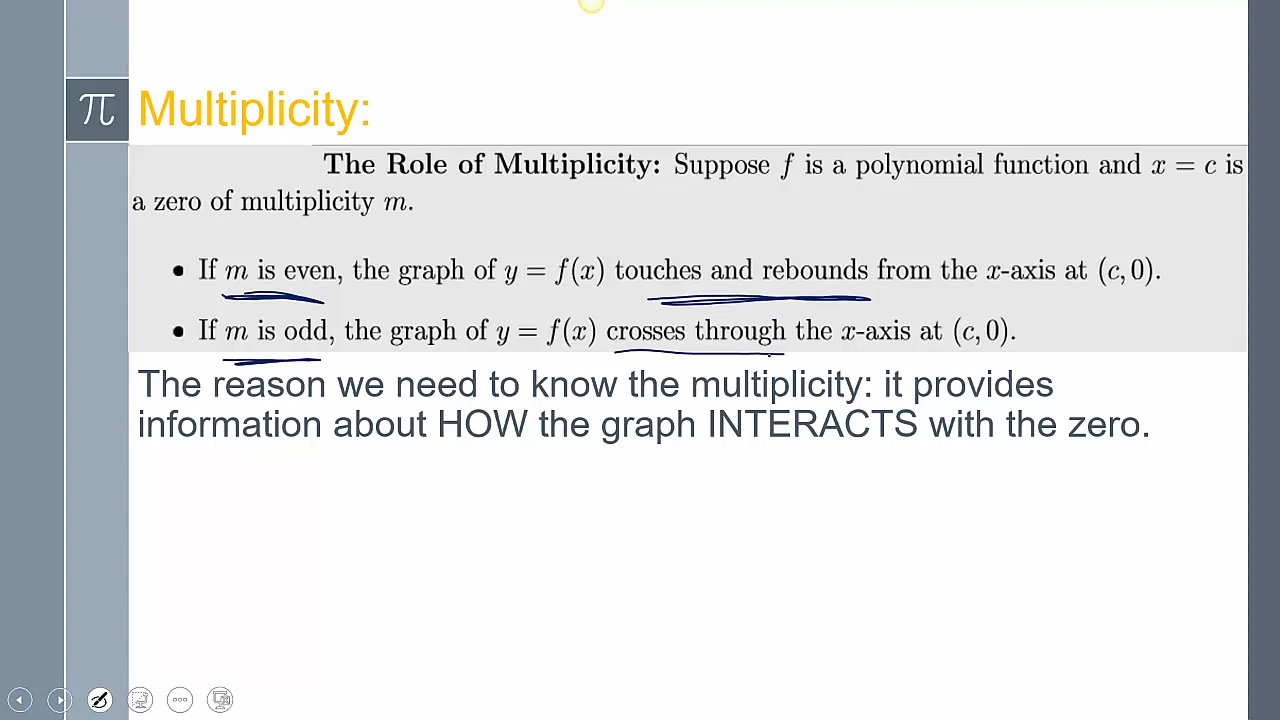 π
Multiplicity:
The Role of Multiplicity: Suppose f is a polynomial function and x = c is
a zero of multiplicity m.
• If m is even, the graph of y = f(x) touches and rebounds from the x-axis at (c, 0).
• If m is odd, the graph of y = f(x) crosses through the x-axis at (c, 0).
The reason we need to know the multiplicity: it provides
information about HOW the graph INTERACTS with the zero.